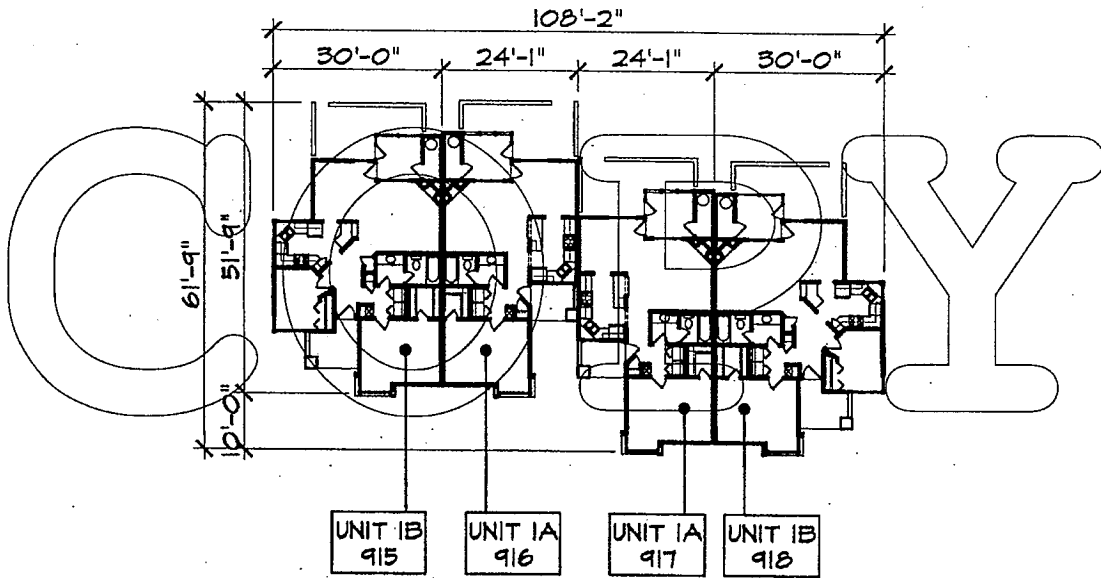 108'-2"
30'-0" 24'-1" 24'-1" 30'-0"
61'-9"
51'-9"
10'-0"
COPY
UNIT 1B
915
UNIT 1A
916
UNIT 1A
917
UNIT 1B
918